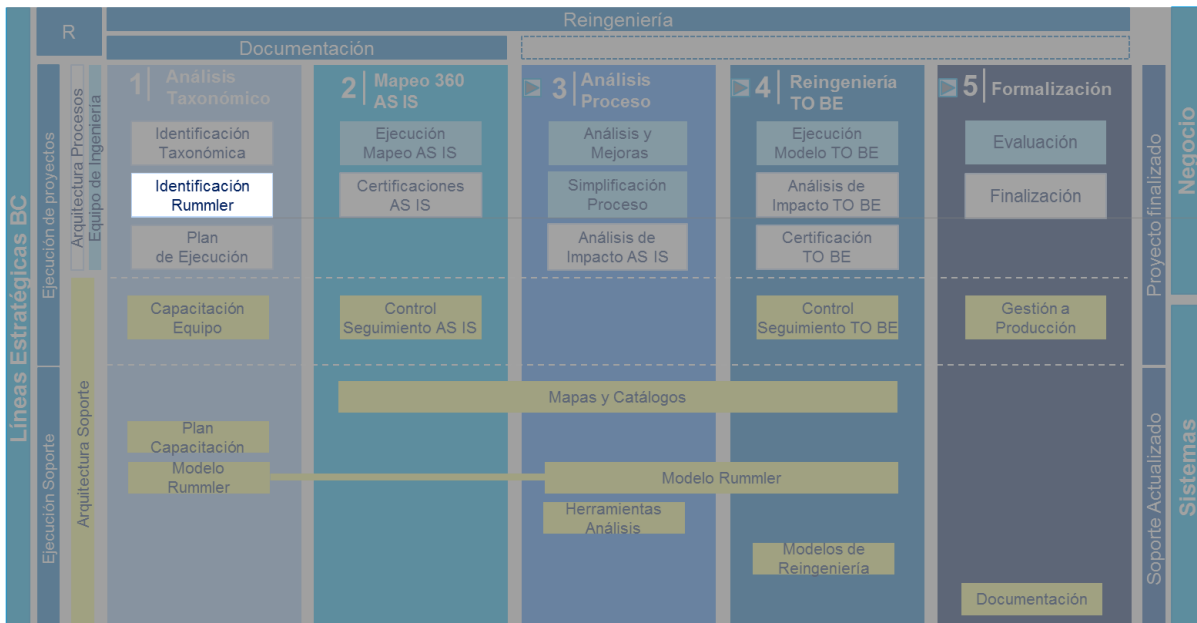 R
Reingeniería
Documentación
Líneas Estratégicas BC
Ejecución de proyectos
Arquitectura Procesos
Equipo de Ingeniería
1
Análisis
Taxonómico
2
Mapeo 360
AS IS
3
Análisis
Proceso
4
Reingeniería
TO BE
5
Formalización
Identificación
Taxonómica
Ejecución
Mapeo AS IS
Análisis y
Mejoras
Ejecución
Modelo TO BE
Evaluación
Identificación
Rummler
Certificaciones
AS IS
Simplificación
Proceso
Análisis de
Impacto TO BE
Finalización
Plan
de Ejecución
Análisis de
Impacto AS IS
Certificación
TO BE
Capacitación
Equipo
Control
Seguimiento AS IS
Control
Seguimiento TO BE
Gestión a
Producción
Proyecto finalizado
Negocio
Ejecución Soporte
Arquitectura Soporte
Mapas y Catálogos
Plan
Capacitación
Modelo
Rummler
Modelo Rummler
Herramientas
Análisis
Modelos de
Reingeniería
Documentación
Soporte Actualizado
Sistemas